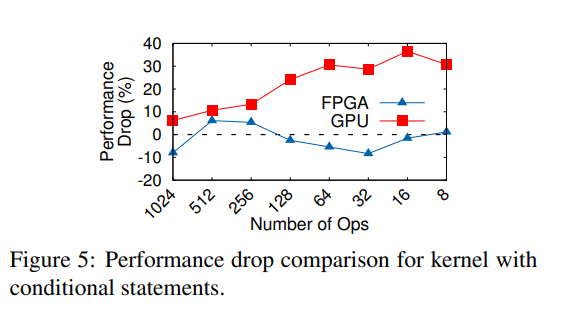 40
30
20
10
0
-10
-20
Performance
Drop (%)
FPGA
GPU
1024
512
256
128
64
32
16
8
Number of Ops
Figure 5: Performance drop comparison for kernel with
conditional statements.